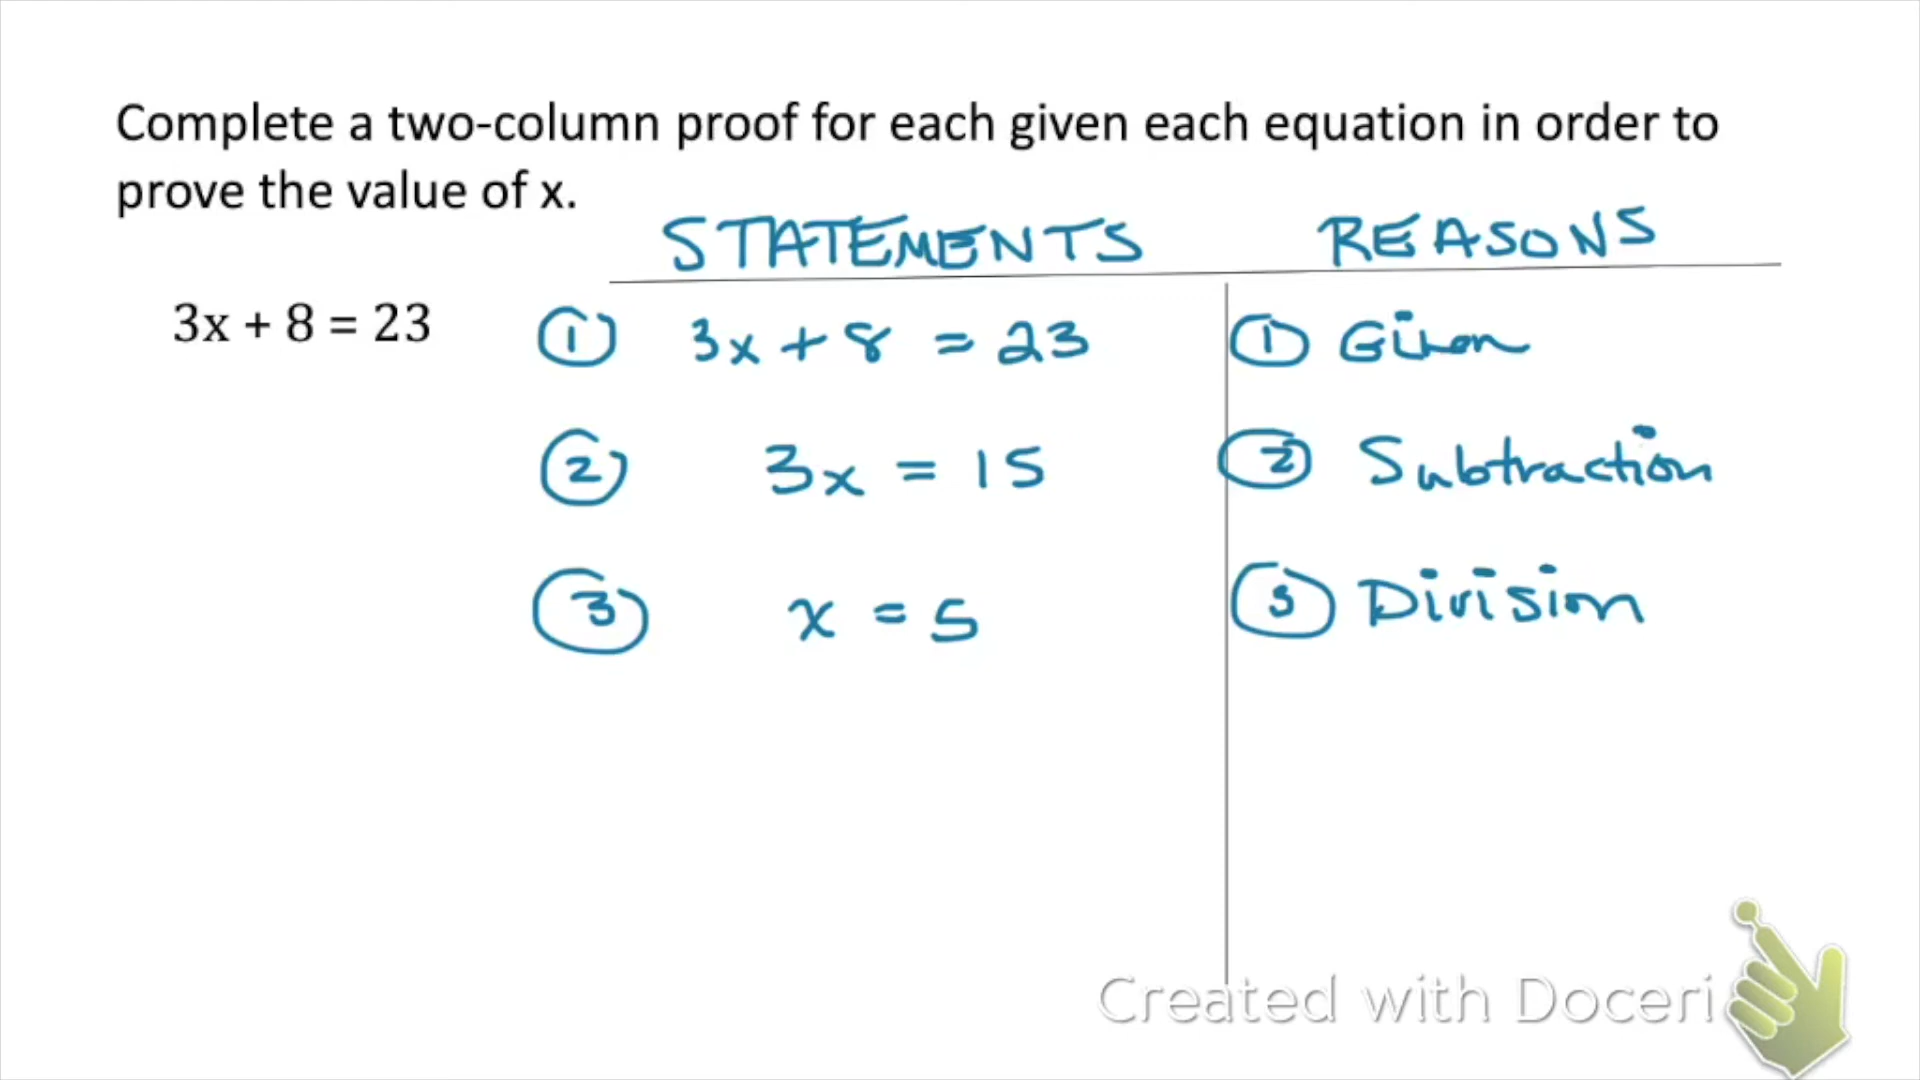 Complete a two-column proof for each given each equation in order to
prove the value of x.
STATEMENTS REASONS
3x + 8 = 23
① 3x + 8 = 23 ① Given
② 3x = 15 ② Subtraction
③ x = 5 ③ Division
Created with Doceri